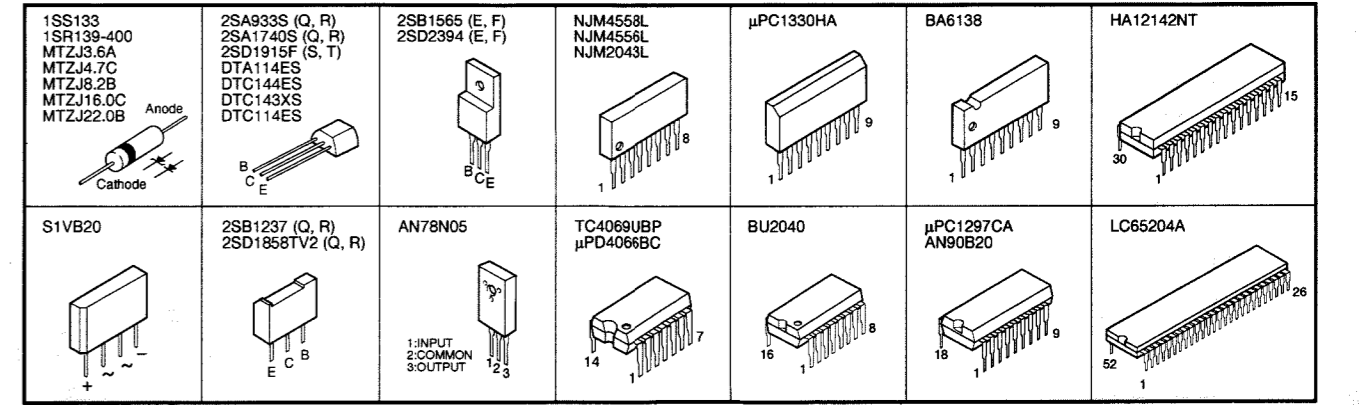 1SS133
1SR139-400
MTZJ3.6A
MTZJ4.7C
MTZJ8.2B
MTZJ16.0C
MTZJ22.0B
Anode
Cathode
2SA933S (Q, R)
2SA1740S (Q, R)
2SD1915F (S, T)
DTA114ES
DTC144ES
DTC143XS
DTC114ES
B
C
E
2SB1565 (E, F)
2SD2394 (E, F)
B
C
E
NJM4558L
NJM4556L
NJM2043L
8
1
μPC1330HA
9
1
BA6138
9
1
HA12142NT
15
30
1
S1VB20
+
~
~
–
2SB1237 (Q, R)
2SD1858TV2 (Q, R)
E
C
B
AN78N05
1:INPUT
2:COMMON
3:OUTPUT
1
2
3
TC4069UBP
μPD4066BC
7
14
1
BU2040
8
16
1
μPC1297CA
AN90B20
9
18
1
LC65204A
26
52
1